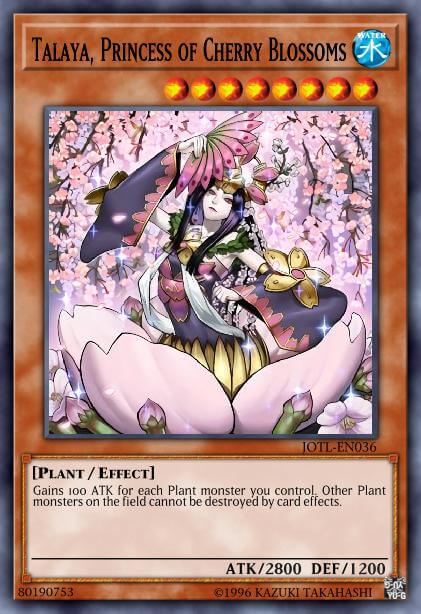 TALAYA, PRINCESS OF CHERRY BLOSSOMS
WATER
水
JOTL-EN036
[PLANT / EFFECT]
Gains 100 ATK for each Plant monster you control. Other Plant
monsters on the field cannot be destroyed by card effects.
ATK/2800 DEF/1200
80190753
©1996 KAZUKI TAKAHASHI